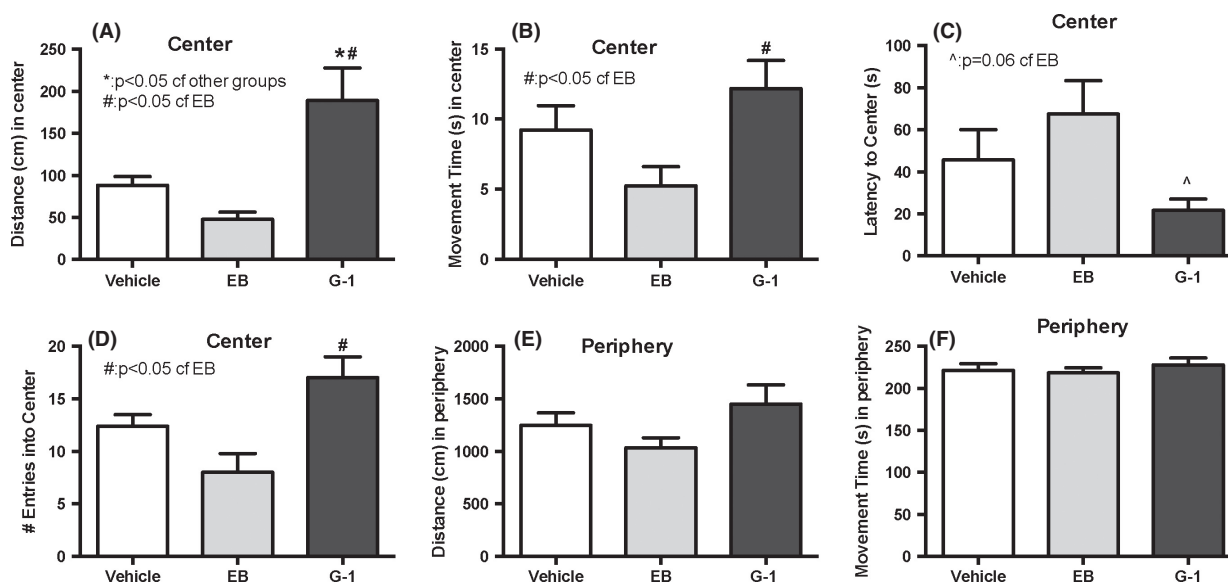 (A)
Center
*:p<0.05 cf other groups
#:p<0.05 cf EB
*#
Distance (cm) in center
250
200
150
100
50
0
Vehicle EB G-1
(B)
Center
#:p<0.05 cf EB
#
Movement Time (s) in center
15
10
5
0
Vehicle EB G-1
(C)
Center
^:p=0.06 cf EB
^
Latency to Center (s)
100
80
60
40
20
0
Vehicle EB G-1
(D)
Center
#:p<0.05 cf EB
#
# Entries into Center
20
15
10
5
0
Vehicle EB G-1
(E)
Periphery
Distance (cm) in periphery
2000
1500
1000
500
0
Vehicle EB G-1
(F)
Periphery
Movement Time (s) in periphery
250
200
150
100
50
0
Vehicle EB G-1